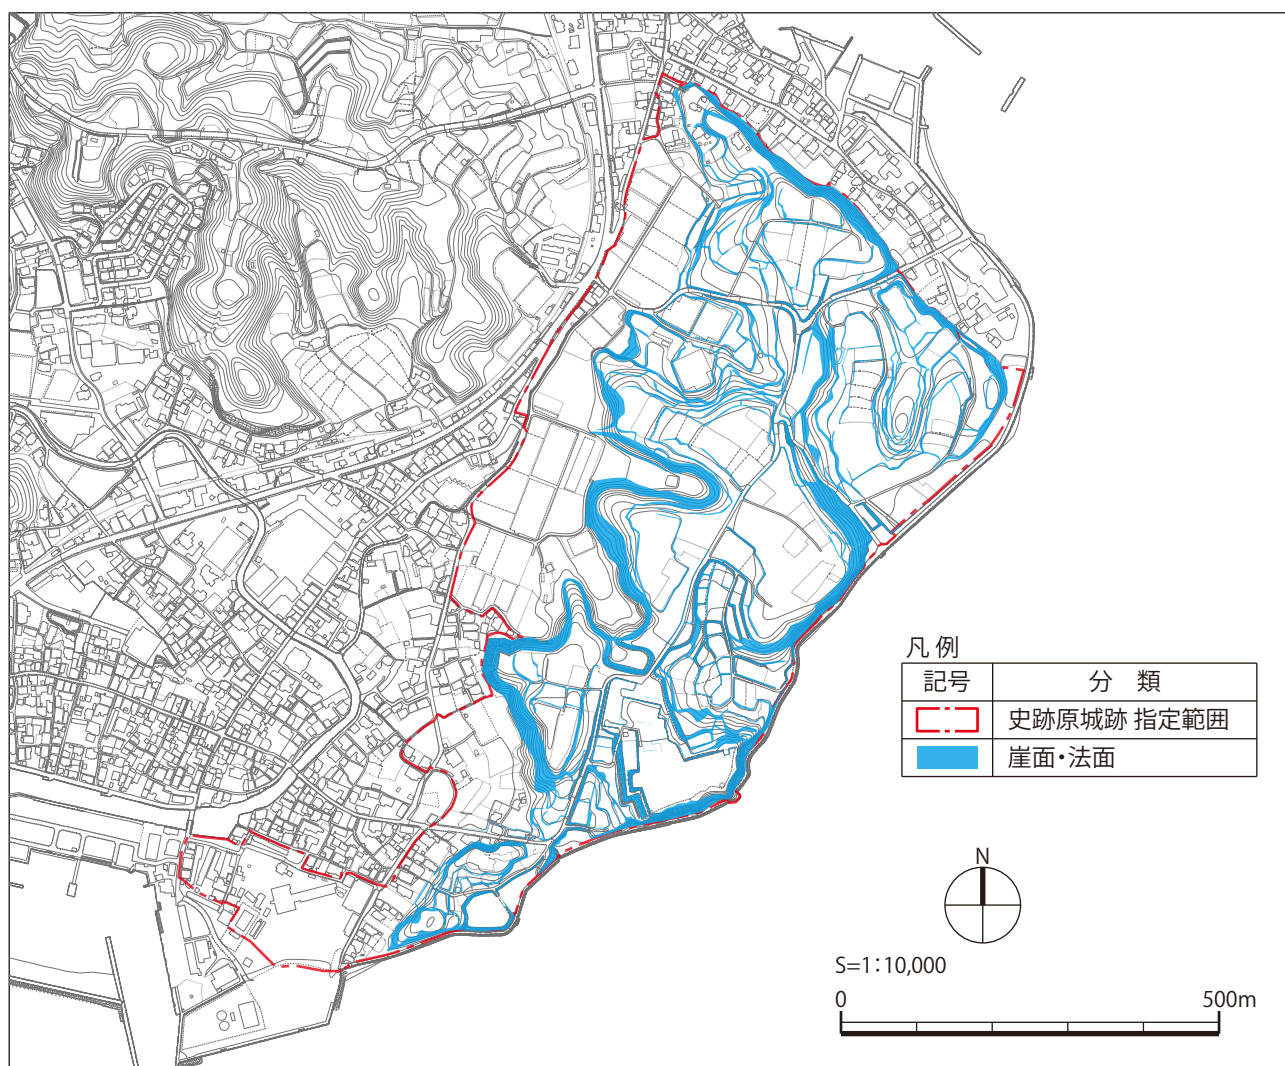 凡 例
記号 分 類
史跡原城跡 指定範囲
崖面・法面
N
S=1：10,000
0 500m